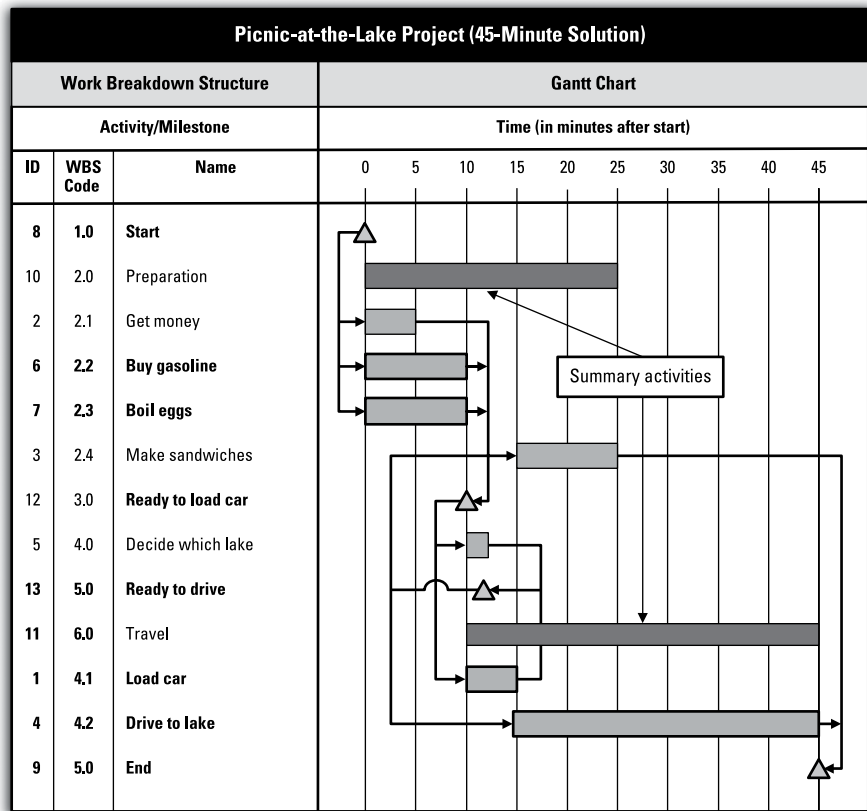 Picnic-at-the-Lake Project (45-Minute Solution)
Work Breakdown Structure Gantt Chart
Activity/Milestone Time (in minutes after start)
ID WBS Code Name 0 5 10 15 20 25 30 35 40 45
8 1.0 Start
10 2.0 Preparation
2 2.1 Get money
6 2.2 Buy gasoline
Summary activities
7 2.3 Boil eggs
3 2.4 Make sandwiches
12 3.0 Ready to load car
5 4.0 Decide which lake
13 5.0 Ready to drive
11 6.0 Travel
1 4.1 Load car
4 4.2 Drive to lake
9 5.0 End